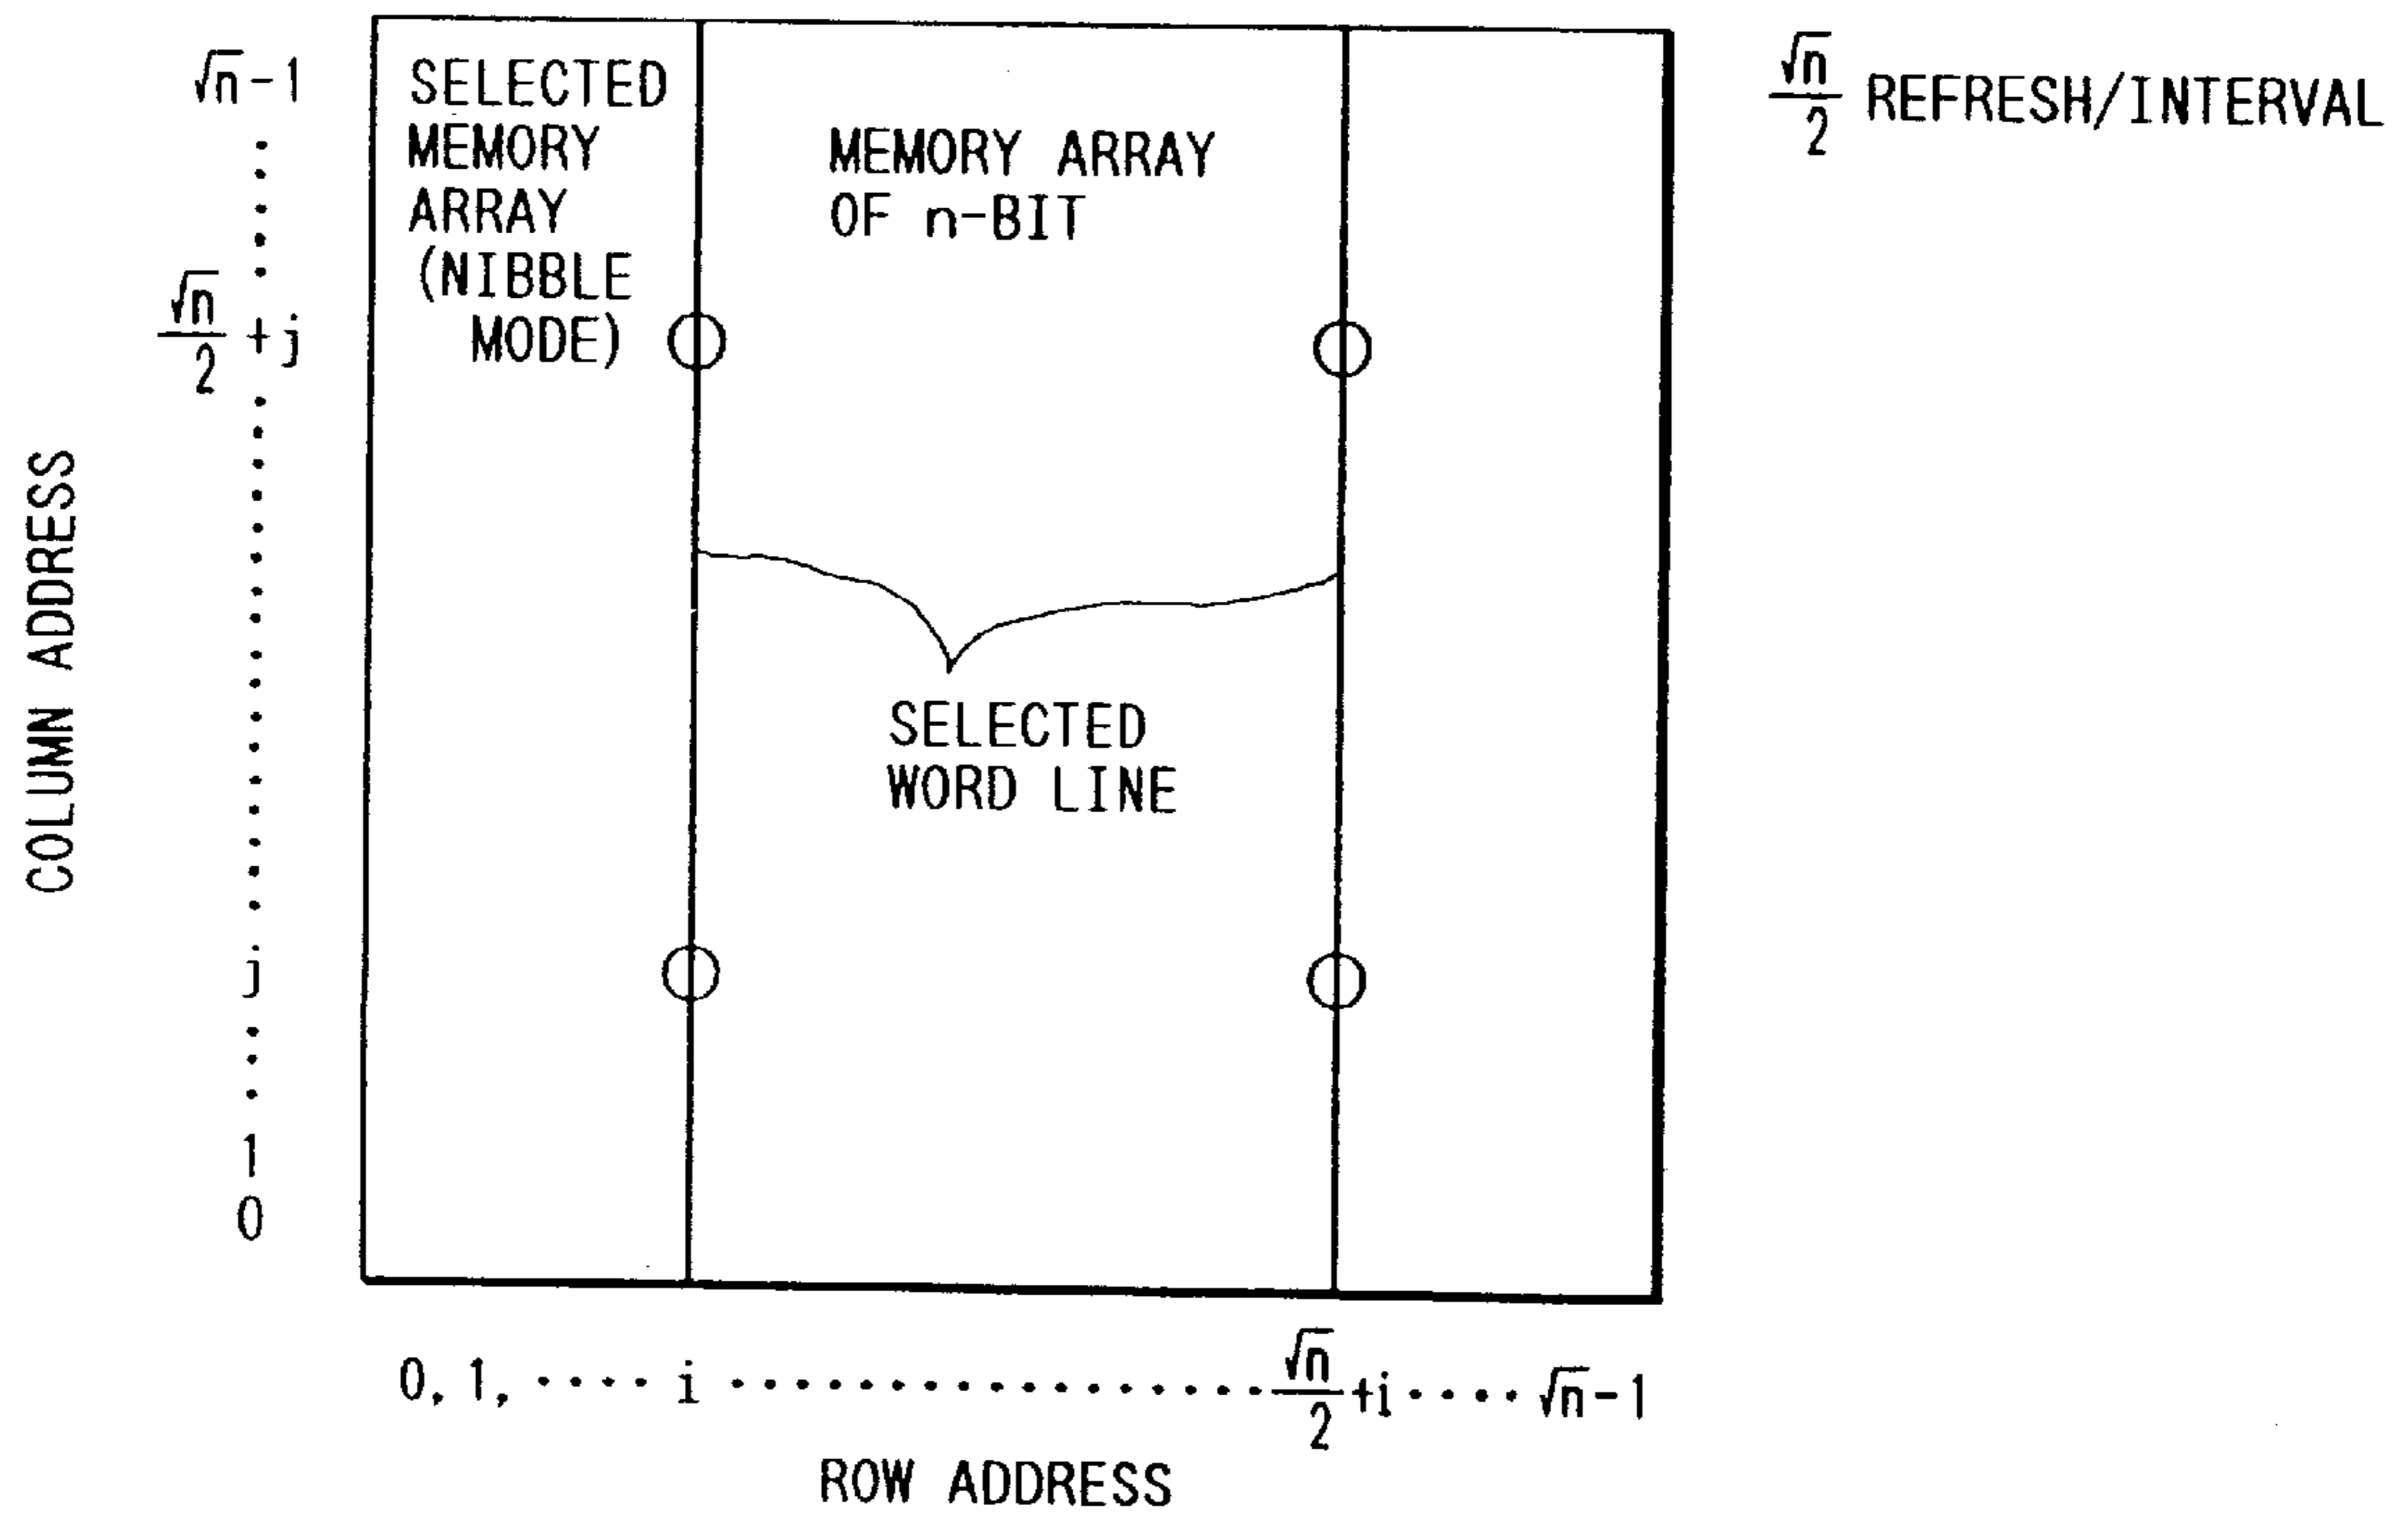 √n-1
SELECTED
MEMORY
ARRAY
(NIBBLE
MODE)
MEMORY ARRAY
OF n-BIT
√n/2 REFRESH/INTERVAL
√n/2 +j
COLUMN ADDRESS
SELECTED
WORD LINE
j
1
0
0, 1, ···· i ················· √n/2 +i ···· √n-1
ROW ADDRESS